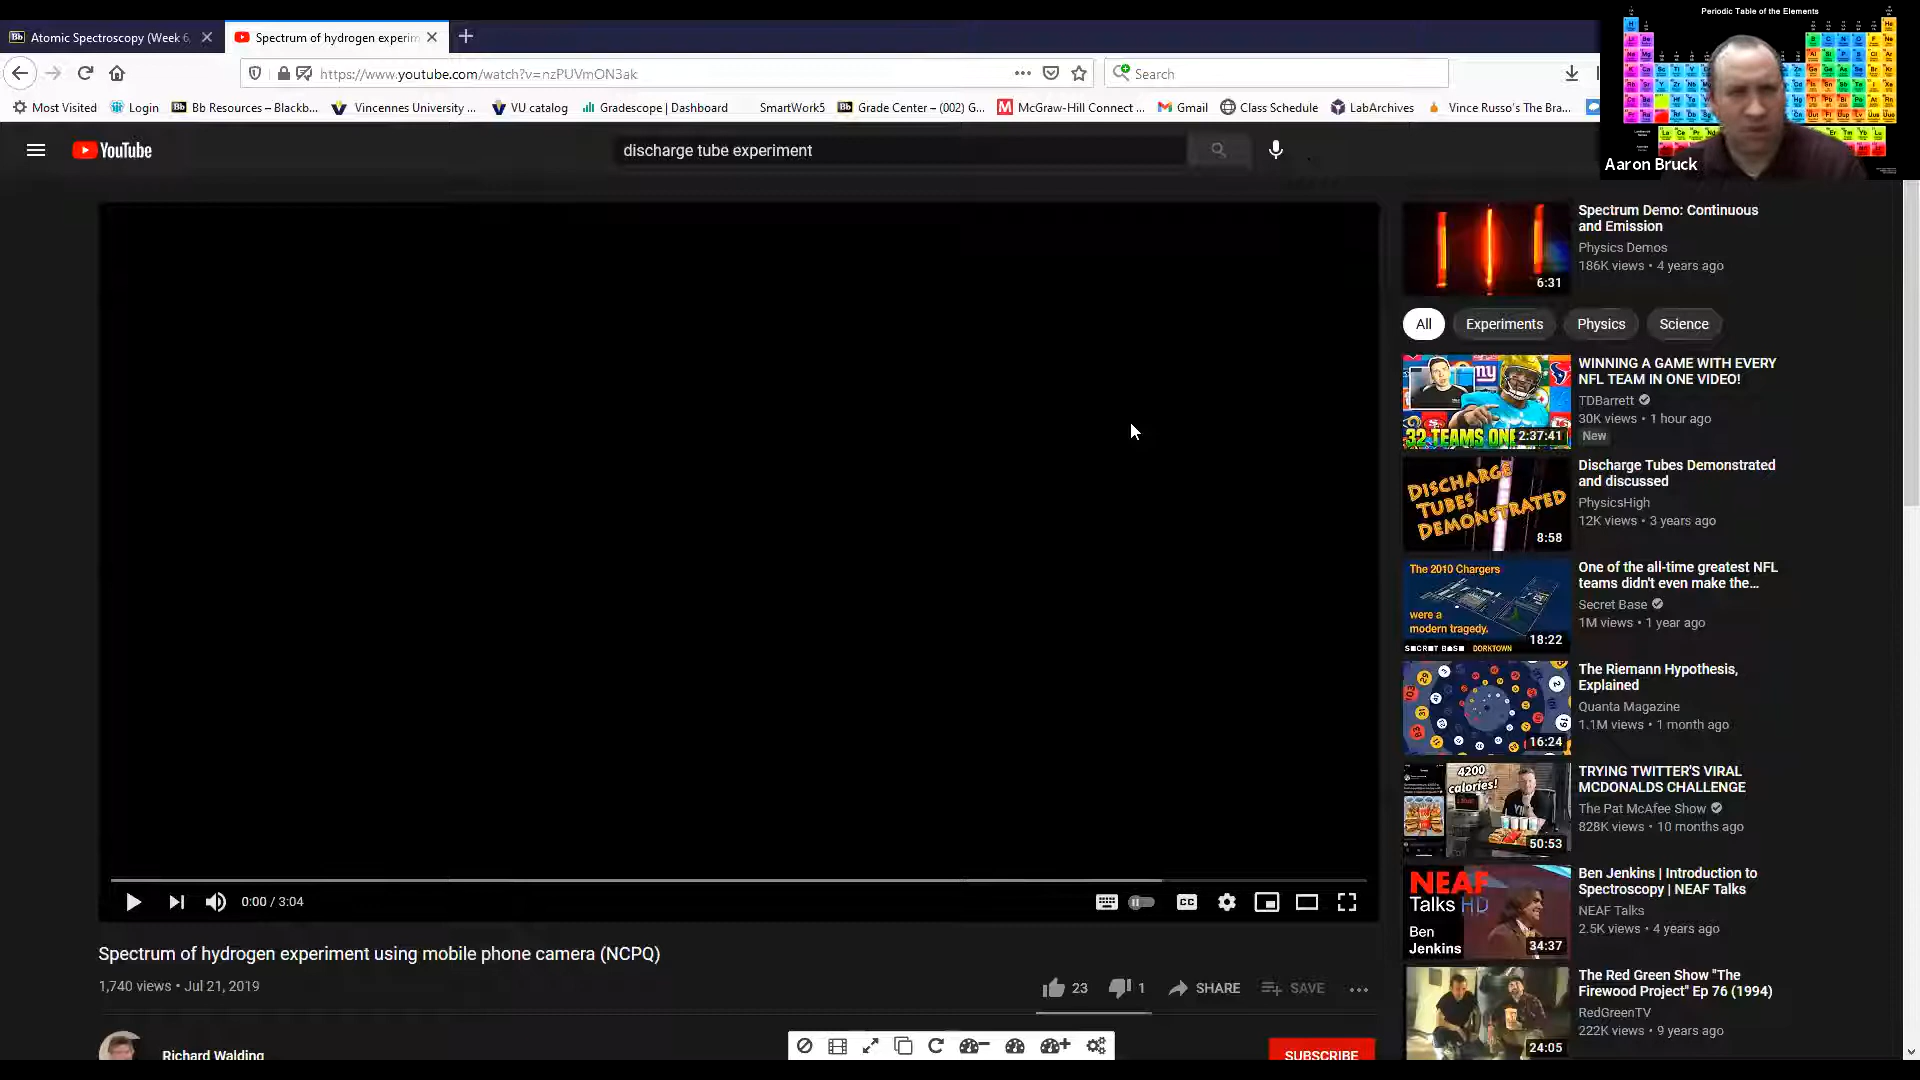 Periodic Table of the Elements
Aaron Bruck
Bb Atomic Spectroscopy (Week 6,
Spectrum of hydrogen experim
https://www.youtube.com/watch?v=nzPUVmON3ak
Search
Most Visited
Login
Bb Bb Resources – Blackb...
Vincennes University ...
VU catalog
Gradescope | Dashboard
SmartWork5
Bb Grade Center – (002) G...
McGraw-Hill Connect ...
Gmail
Class Schedule
LabArchives
Vince Russo's The Bra...
YouTube
discharge tube experiment
0:00 / 3:04
CC
Spectrum of hydrogen experiment using mobile phone camera (NCPQ)
1,740 views • Jul 21, 2019
23
1
SHARE
SAVE
Richard Walding
SUBSCRIBE
6:31
Spectrum Demo: Continuous
and Emission
Physics Demos
186K views • 4 years ago
All
Experiments
Physics
Science
32 TEAMS ONE
2:37:41
WINNING A GAME WITH EVERY
NFL TEAM IN ONE VIDEO!
TDBarrett
30K views • 1 hour ago
New
DISCHARGE
TUBES
DEMONSTRATED
8:58
Discharge Tubes Demonstrated
and discussed
PhysicsHigh
12K views • 3 years ago
The 2010 Chargers
were a
modern tragedy.
SECRET BASE DORKTOWN
18:22
One of the all-time greatest NFL
teams didn't even make the...
Secret Base
1M views • 1 year ago
16:24
The Riemann Hypothesis,
Explained
Quanta Magazine
1.1M views • 1 month ago
4200
calories!
50:53
TRYING TWITTER'S VIRAL
MCDONALDS CHALLENGE
The Pat McAfee Show
828K views • 10 months ago
NEAF
Talks HD
Ben
Jenkins
34:37
Ben Jenkins | Introduction to
Spectroscopy | NEAF Talks
NEAF Talks
2.5K views • 4 years ago
24:05
The Red Green Show "The
Firewood Project" Ep 76 (1994)
RedGreenTV
222K views • 9 years ago